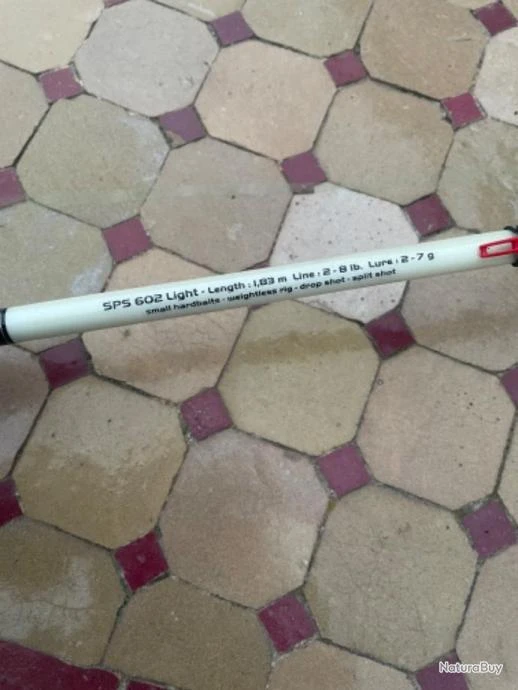 SPS 602 Light - Length : 1,83 m Line : 2 - 8 lb. Lure : 2 - 7 g
small hardbaits - weightless rig - drop shot - split shot
NaturaBuy